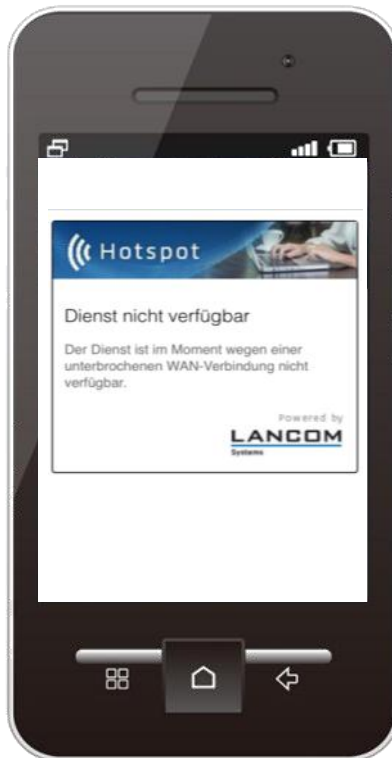 Hotspot
Dienst nicht verfügbar
Der Dienst ist im Moment wegen einer
unterbrochenen WAN-Verbindung nicht
verfügbar.
Powered by
LANCOM
Systems